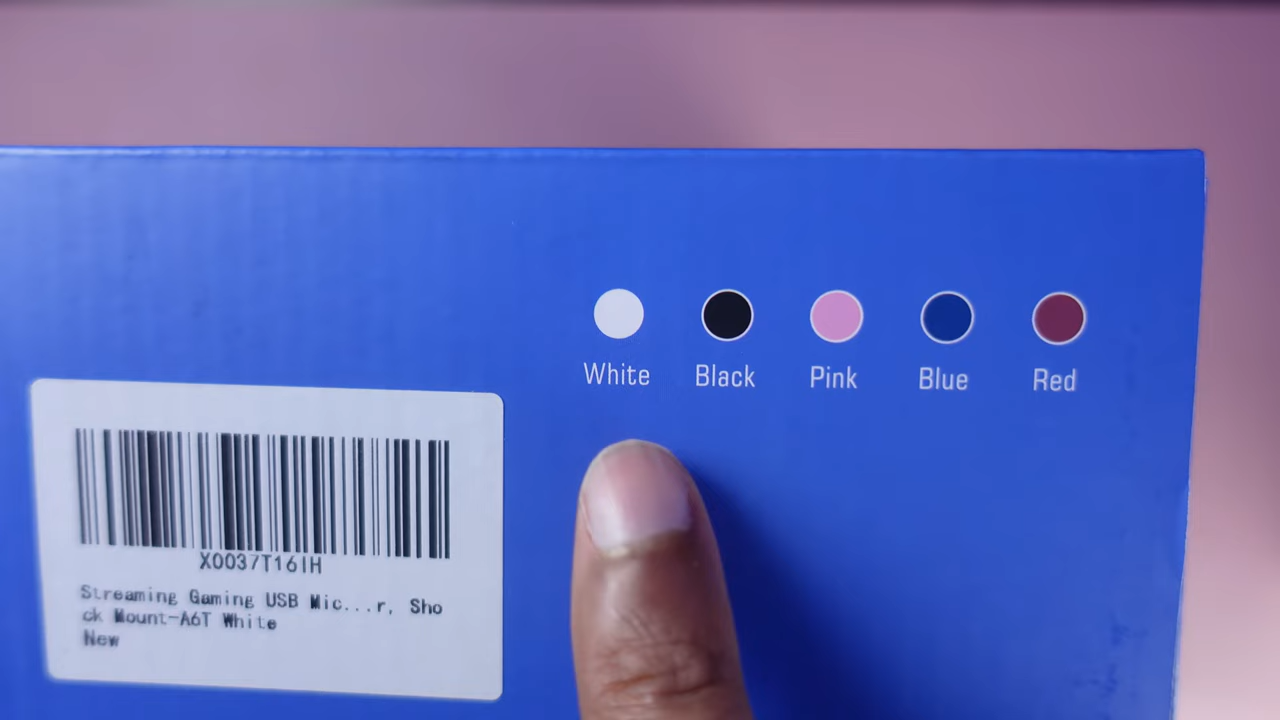 White Black Pink Blue Red
X0037T16IH
Streaming Gaming USB Mic...r, Sho
ck Mount-A6T White
New